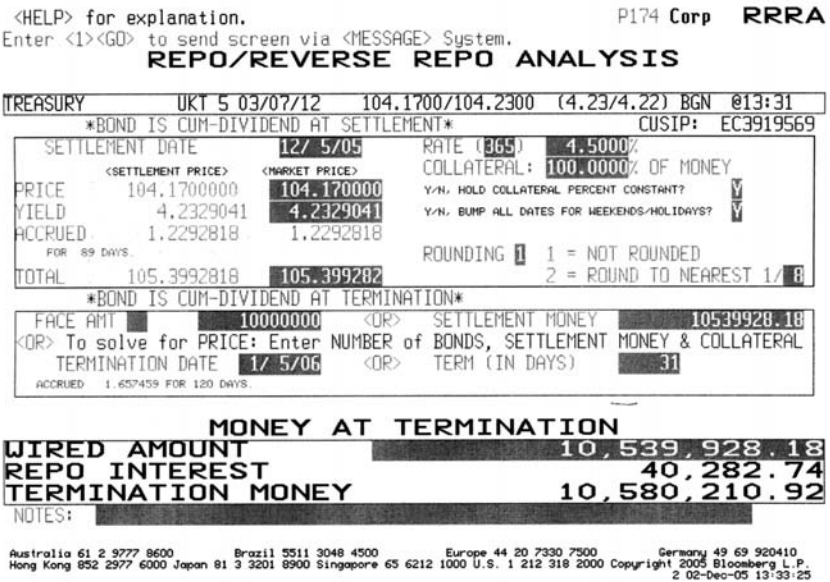 <HELP> for explanation. P174 Corp RRRA
Enter <1><GO> to send screen via <MESSAGE> System.
REPO/REVERSE REPO ANALYSIS
TREASURY UKT 5 03/07/12 104.1700/104.2300 (4.23/4.22) BGN @13:31
*BOND IS CUM-DIVIDEND AT SETTLEMENT* CUSIP: EC3919569
SETTLEMENT DATE 12/ 5/05 RATE (365) 4.5000%
<SETTLEMENT PRICE> <MARKET PRICE> COLLATERAL: 100.0000% OF MONEY
PRICE 104.1700000 104.170000 Y/N, HOLD COLLATERAL PERCENT CONSTANT? Y
YIELD 4.2329041 4.2329041 Y/N, BUMP ALL DATES FOR WEEKENDS/HOLIDAYS? Y
ACCRUED 1.2292818 1.2292818
FOR 89 DAYS. ROUNDING 1 1 = NOT ROUNDED
TOTAL 105.3992818 105.399282 2 = ROUND TO NEAREST 1/ 8
*BOND IS CUM-DIVIDEND AT TERMINATION*
FACE AMT 10000000 <OR> SETTLEMENT MONEY 10539928.18
<OR> To solve for PRICE: Enter NUMBER of BONDS, SETTLEMENT MONEY & COLLATERAL
TERMINATION DATE 1/ 5/06 <OR> TERM (IN DAYS) 31
ACCRUED 1.657459 FOR 120 DAYS.
MONEY AT TERMINATION
WIRED AMOUNT 10,539,928.18
REPO INTEREST 40,282.74
TERMINATION MONEY 10,580,210.92
NOTES:
Australia 61 2 9777 8600 Brazil 5511 3048 4500 Europe 44 20 7330 7500 Germany 49 69 920410
Hong Kong 852 2977 6000 Japan 81 3 3201 8900 Singapore 65 6212 1000 U.S. 1 212 318 2000 Copyright 2005 Bloomberg L.P.
2 02-Dec-05 13:33:25